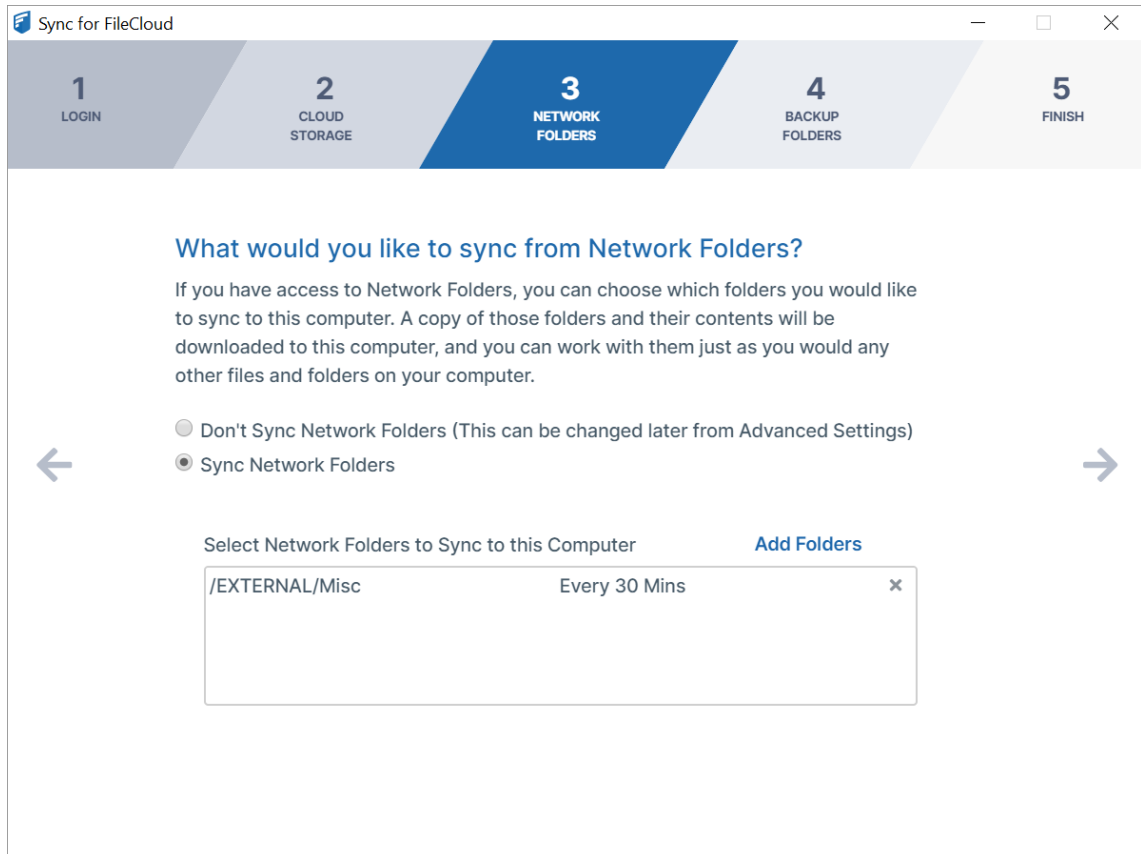 Sync for FileCloud
1
LOGIN
2
CLOUD
STORAGE
3
NETWORK
FOLDERS
4
BACKUP
FOLDERS
5
FINISH
What would you like to sync from Network Folders?
If you have access to Network Folders, you can choose which folders you would like
to sync to this computer. A copy of those folders and their contents will be
downloaded to this computer, and you can work with them just as you would any
other files and folders on your computer.
Don't Sync Network Folders (This can be changed later from Advanced Settings)
Sync Network Folders
Select Network Folders to Sync to this Computer Add Folders
/EXTERNAL/Misc Every 30 Mins